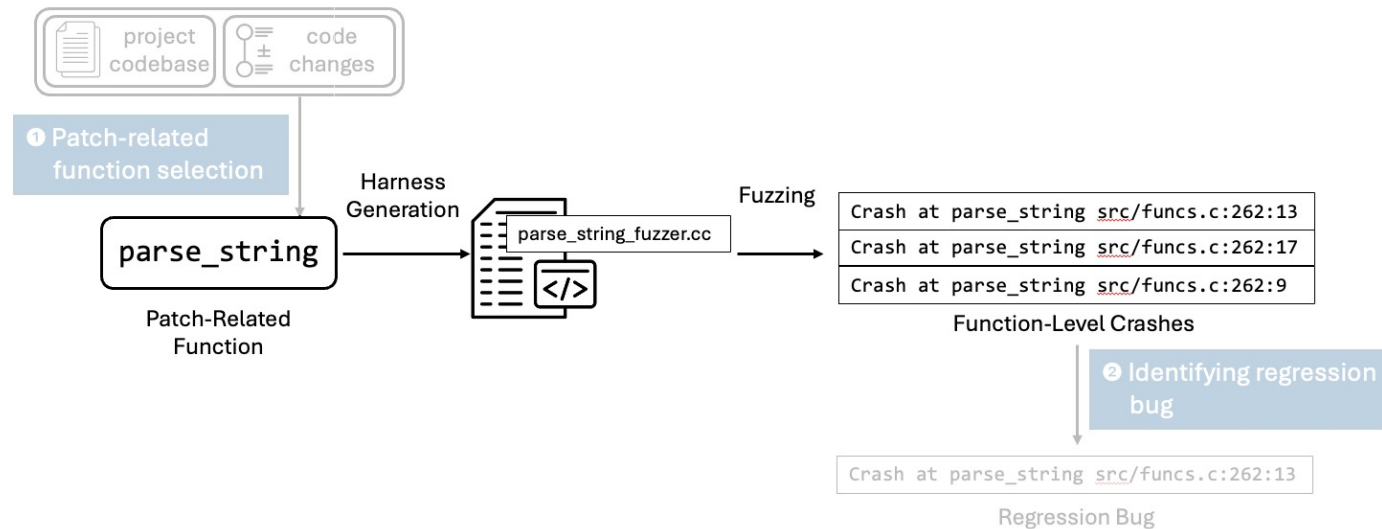 project
codebase
code
changes
❶ Patch-related
function selection
Harness
Generation
Fuzzing
parse_string
Patch-Related
Function
parse_string_fuzzer.cc
</>
Crash at parse_string src/funcs.c:262:13
Crash at parse_string src/funcs.c:262:17
Crash at parse_string src/funcs.c:262:9
Function-Level Crashes
❷ Identifying regression
bug
Crash at parse_string src/funcs.c:262:13
Regression Bug